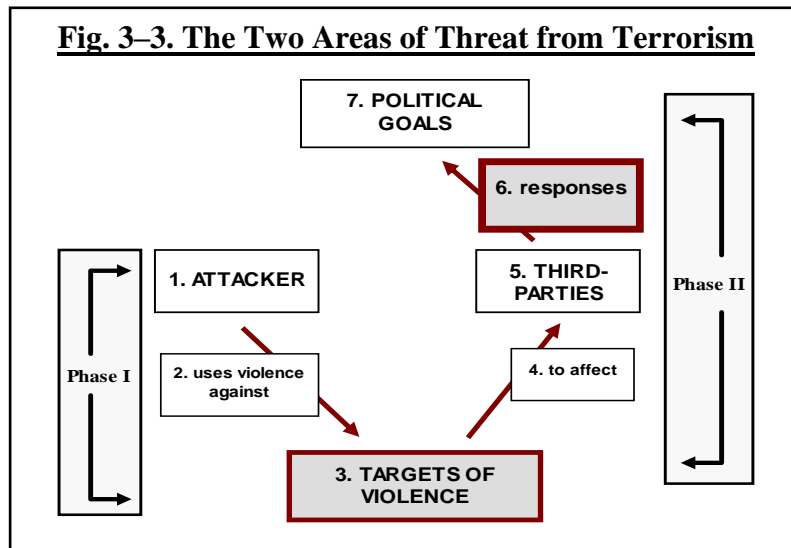 Fig. 3–3. The Two Areas of Threat from Terrorism
7. POLITICAL
GOALS
6. responses
1. ATTACKER
5. THIRD-
PARTIES
Phase I
Phase II
2. uses violence
against
4. to affect
3. TARGETS OF
VIOLENCE